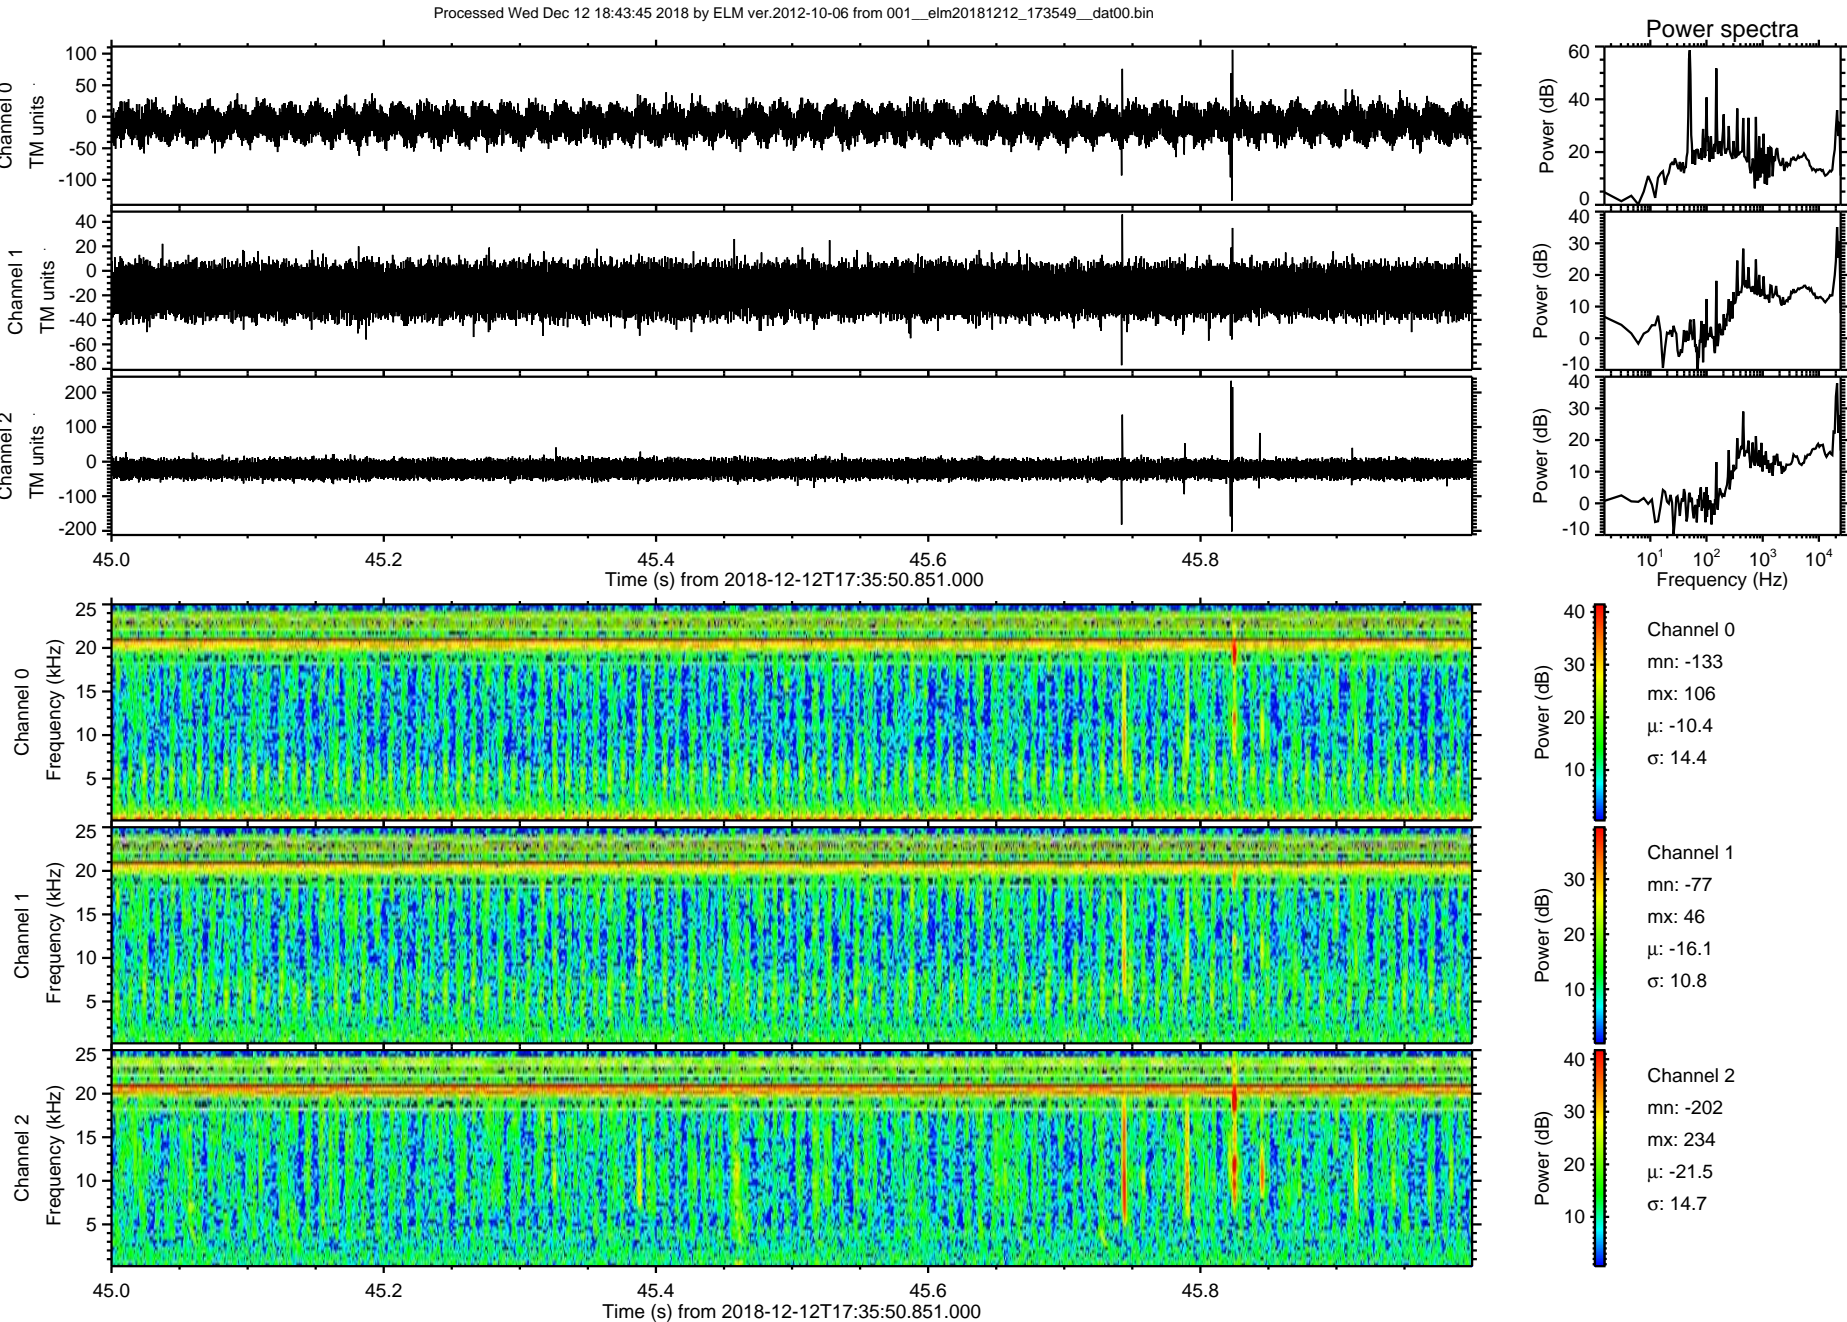 Processed Wed Dec 12 18:43:45 2018 by ELM ver.2012-10-06 from 001__elm20181212_173549__dat00.bin
Power spectra
Channel 0
TM units
100
50
0
-50
-100
Power (dB)
60
40
20
0
Channel 1
TM units
40
20
0
-20
-40
-60
-80
Power (dB)
40
30
20
10
0
-10
Channel 2
TM units
200
100
0
-100
-200
Power (dB)
40
30
20
10
0
-10
45.0 45.2 45.4 45.6 45.8
Time (s) from 2018-12-12T17:35:50.851.000
10¹ 10² 10³ 10⁴
Frequency (Hz)
Channel 0
Frequency (kHz)
25
20
15
10
5
Power (dB)
40
30
20
10
Channel 0
mn: -133
mx: 106
μ: -10.4
σ: 14.4
Channel 1
Frequency (kHz)
25
20
15
10
5
Power (dB)
30
20
10
Channel 1
mn: -77
mx: 46
μ: -16.1
σ: 10.8
Channel 2
Frequency (kHz)
25
20
15
10
5
Power (dB)
40
30
20
10
Channel 2
mn: -202
mx: 234
μ: -21.5
σ: 14.7
45.0 45.2 45.4 45.6 45.8
Time (s) from 2018-12-12T17:35:50.851.000